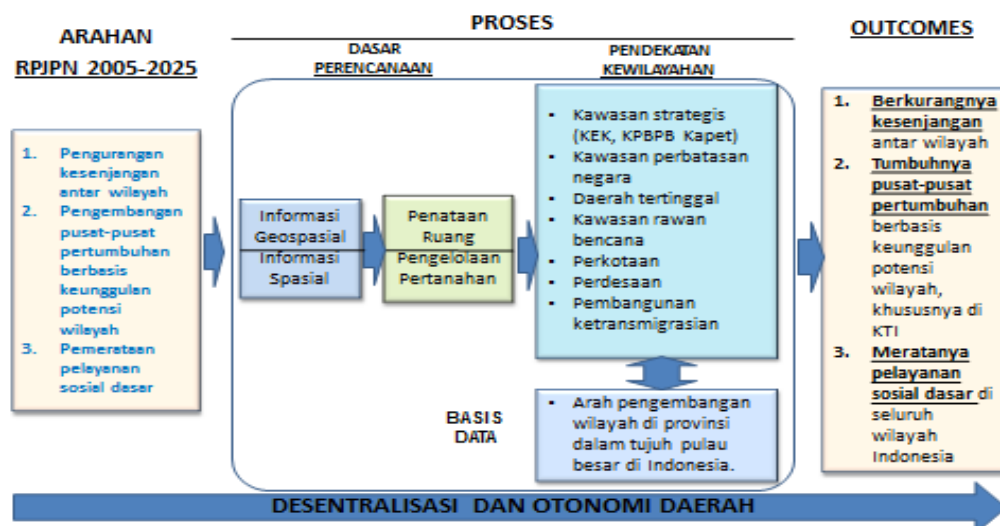 ARAHAN
RPJPN 2005-2025
1. Pengurangan
kesenjangan
antar wilayah
2. Pengembangan
pusat-pusat
pertumbuhan
berbasis
keunggulan
potensi
wilayah
3. Pemerataan
pelayanan
sosial dasar
PROSES
DASAR
PERENCANAAN
Informasi
Geospasial
Informasi
Spasial
Penataan
Ruang
Pengelolaan
Pertanahan
PENDEKATAN
KEWILAYAHAN
• Kawasan strategis
(KEK, KPBPB Kapet)
• Kawasan perbatasan
negara
• Daerah tertinggal
• Kawasan rawan
bencana
• Perkotaan
• Perdesaan
• Pembangunan
ketransmigrasian
BASIS
DATA
• Arah pengembangan
wilayah di provinsi
dalam tujuh pulau
besar di Indonesia.
OUTCOMES
1. Berkurangnya
kesenjangan
antar wilayah
2. Tumbuhnya
pusat-pusat
pertumbuhan
berbasis
keunggulan
potensi
wilayah,
khususnya di
KTI
3. Meratanya
pelayanan
sosial dasar di
seluruh
wilayah
Indonesia
DESENTRALISASI DAN OTONOMI DAERAH